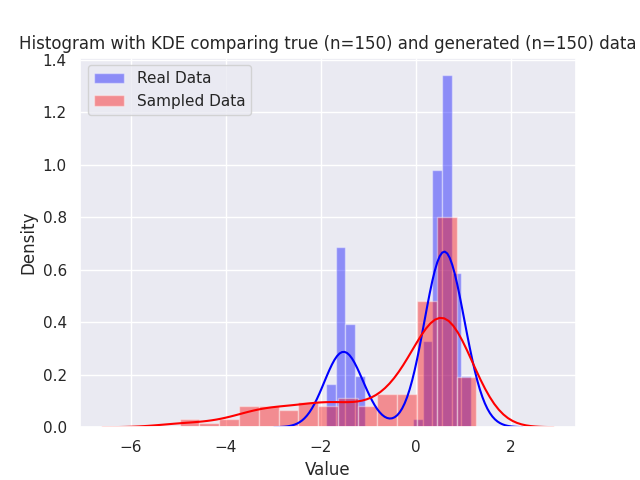 Histogram with KDE comparing true (n=150) and generated (n=150) data
Real Data
Sampled Data
Density
1.4
1.2
1.0
0.8
0.6
0.4
0.2
0.0
−6 −4 −2 0 2
Value